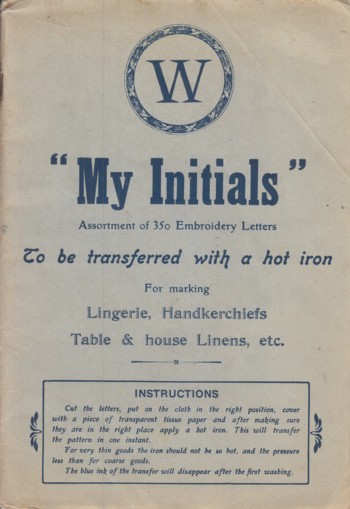 W
"My Initials"
Assortment of 350 Embroidery Letters
To be transferred with a hot iron
For marking
Lingerie, Handkerchiefs
Table & house Linens, etc.
INSTRUCTIONS
Cut the letters, put on the cloth in the right position, cover
with a piece of transparent tissue paper and after making sure
they are in the right place apply a hot iron. This will transfer
the pattern in one instant.
For very thin goods the iron should not be so hot, and the pressure
less than for coarse goods.
The blue ink of the transfer will disappear after the first washing.